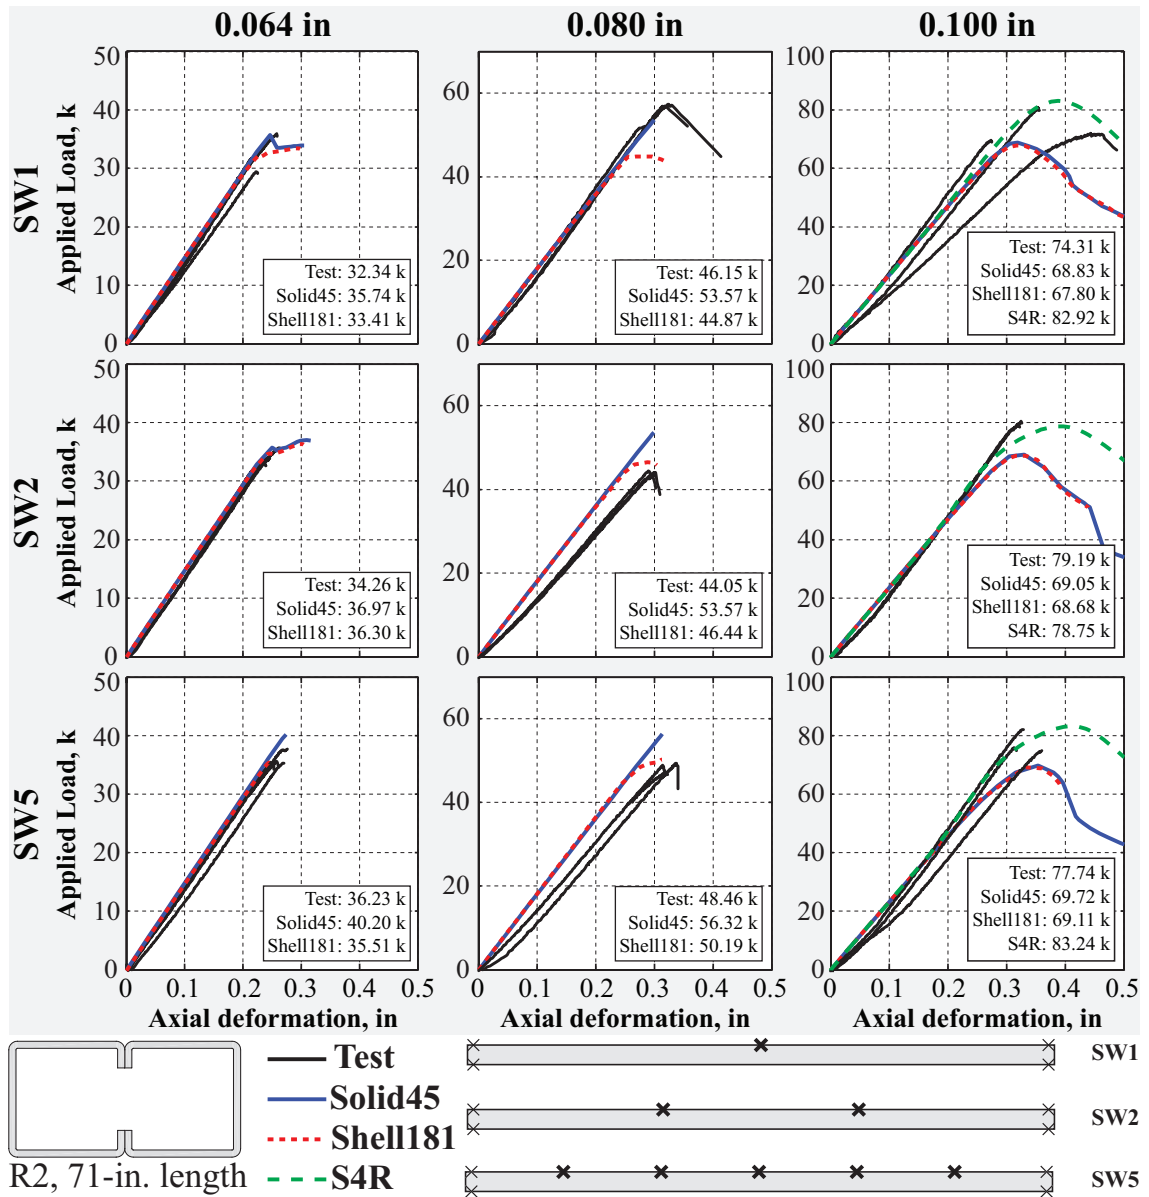 0.064 in 0.080 in 0.100 in
SW1
Applied Load, k
50
40
30
20
10
0
Test: 32.34 k
Solid45: 35.74 k
Shell181: 33.41 k
60
40
20
0
Test: 46.15 k
Solid45: 53.57 k
Shell181: 44.87 k
100
80
60
40
20
0
Test: 74.31 k
Solid45: 68.83 k
Shell181: 67.80 k
S4R: 82.92 k
SW2
Applied Load, k
50
40
30
20
10
0
Test: 34.26 k
Solid45: 36.97 k
Shell181: 36.30 k
60
40
20
0
Test: 44.05 k
Solid45: 53.57 k
Shell181: 46.44 k
100
80
60
40
20
0
Test: 79.19 k
Solid45: 69.05 k
Shell181: 68.68 k
S4R: 78.75 k
SW5
Applied Load, k
50
40
30
20
10
0
Test: 36.23 k
Solid45: 40.20 k
Shell181: 35.51 k
60
40
20
0
Test: 48.46 k
Solid45: 56.32 k
Shell181: 50.19 k
100
80
60
40
20
0
Test: 77.74 k
Solid45: 69.72 k
Shell181: 69.11 k
S4R: 83.24 k
0 0.1 0.2 0.3 0.4 0.5 0 0.1 0.2 0.3 0.4 0.5 0 0.1 0.2 0.3 0.4 0.5
Axial deformation, in Axial deformation, in Axial deformation, in
R2, 71-in. length
Test
Solid45
Shell181
S4R
SW1
SW2
SW5